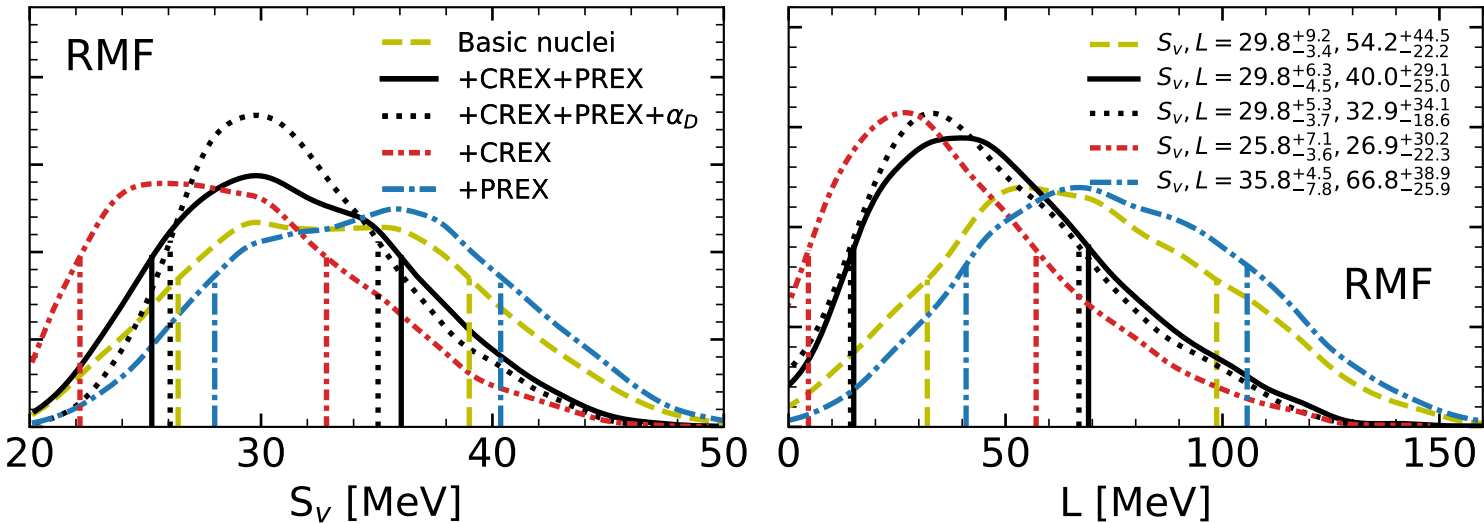 RMF
Basic nuclei
+CREX+PREX
+CREX+PREX+α_D
+CREX
+PREX
20 30 40 50
S_v [MeV]
S_v, L = 29.8^{+9.2}_{-3.4}, 54.2^{+44.5}_{-22.2}
S_v, L = 29.8^{+6.3}_{-4.5}, 40.0^{+29.1}_{-25.0}
S_v, L = 29.8^{+5.3}_{-3.7}, 32.9^{+34.1}_{-18.6}
S_v, L = 25.8^{+7.1}_{-3.6}, 26.9^{+30.2}_{-22.3}
S_v, L = 35.8^{+4.5}_{-7.8}, 66.8^{+38.9}_{-25.9}
RMF
0 50 100 150
L [MeV]